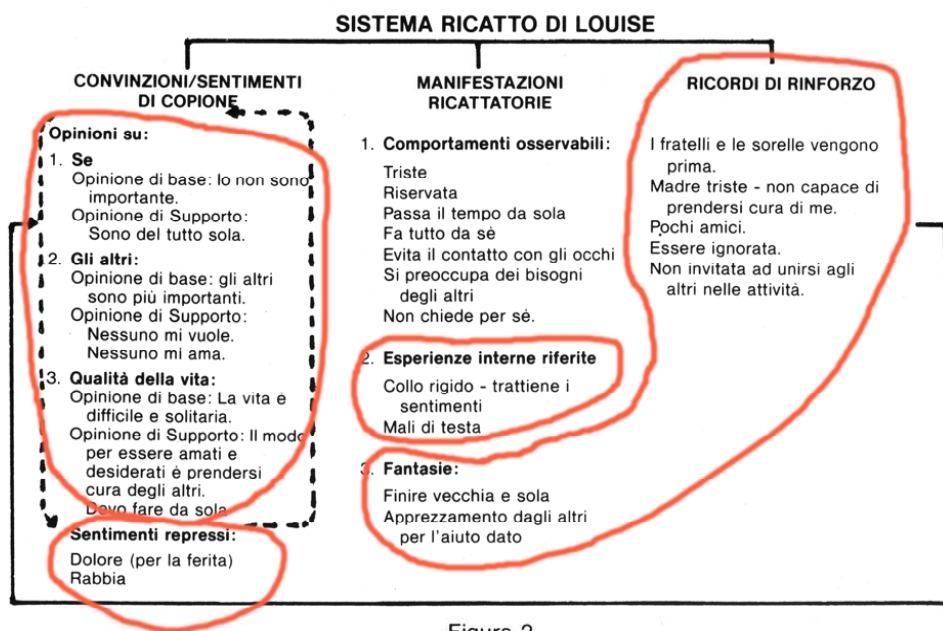 SISTEMA RICATTO DI LOUISE
CONVINZIONI/SENTIMENTI
DI COPIONE
Opinioni su:
1. Se
Opinione di base: Io non sono
importante.
Opinione di Supporto:
Sono del tutto sola.
2. Gli altri:
Opinione di base: gli altri
sono più importanti.
Opinione di Supporto:
Nessuno mi vuole.
Nessuno mi ama.
3. Qualità della vita:
Opinione di base: La vita è
difficile e solitaria.
Opinione di Supporto: Il modo
per essere amati e
desiderati è prendersi
cura degli altri.
Devo fare da sola
Sentimenti repressi:
Dolore (per la ferita)
Rabbia
MANIFESTAZIONI
RICATTATORIE
1. Comportamenti osservabili:
Triste
Riservata
Passa il tempo da sola
Fa tutto da sè
Evita il contatto con gli occhi
Si preoccupa dei bisogni
degli altri
Non chiede per sé.
2. Esperienze interne riferite
Collo rigido - trattiene i
sentimenti
Mali di testa
3. Fantasie:
Finire vecchia e sola
Apprezzamento dagli altri
per l'aiuto dato
RICORDI DI RINFORZO
I fratelli e le sorelle vengono
prima.
Madre triste - non capace di
prendersi cura di me.
Pochi amici.
Essere ignorata.
Non invitata ad unirsi agli
altri nelle attività.
Figure 2